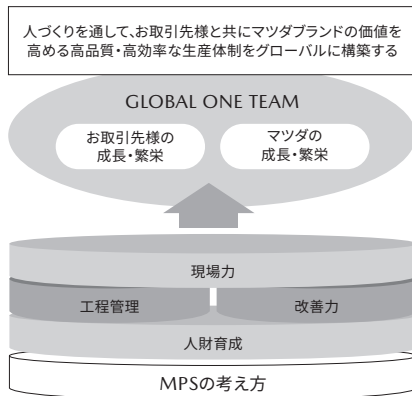 人づくりを通して、お取引先様と共にマツダブランドの価値を
高める高品質・高効率な生産体制をグローバルに構築する
GLOBAL ONE TEAM
お取引先様の
成長・繁栄
マツダの
成長・繁栄
現場力
工程管理
改善力
人財育成
MPSの考え方